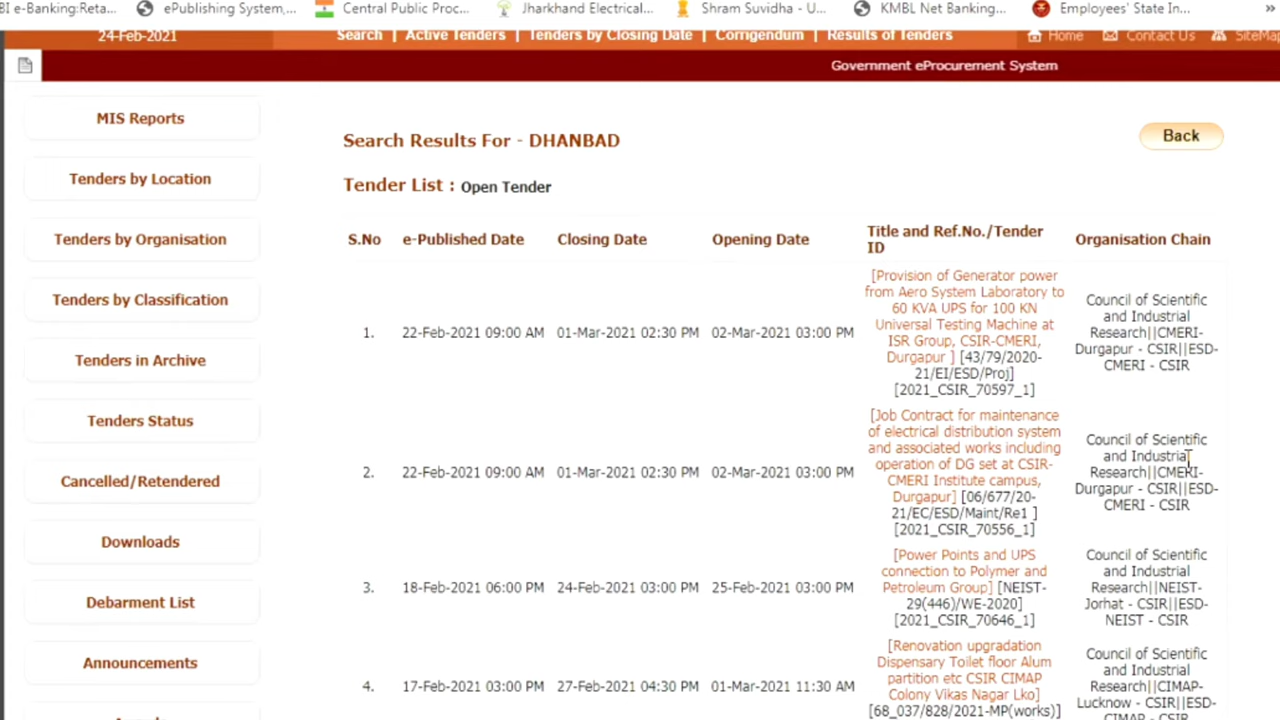 BI e-Banking:Reta... ePublishing System,... Central Public Proc... Jharkhand Electrical... Shram Suvidha - U... KMBL Net Banking... Employees' State In... »
24-Feb-2021 Search | Active Tenders | Tenders by Closing Date | Corrigendum | Results of Tenders Home Contact Us SiteMap
Government eProcurement System
MIS Reports
Tenders by Location
Tenders by Organisation
Tenders by Classification
Tenders in Archive
Tenders Status
Cancelled/Retendered
Downloads
Debarment List
Announcements
Search Results For - DHANBAD
Back
Tender List : Open Tender
S.No e-Published Date Closing Date Opening Date Title and Ref.No./Tender ID Organisation Chain
1. 22-Feb-2021 09:00 AM 01-Mar-2021 02:30 PM 02-Mar-2021 03:00 PM
[Provision of Generator power
from Aero System Laboratory to
60 KVA UPS for 100 KN
Universal Testing Machine at
ISR Group, CSIR-CMERI,
Durgapur ] [43/79/2020-
21/EI/ESD/Proj]
[2021_CSIR_70597_1]
Council of Scientific
and Industrial
Research||CMERI-
Durgapur - CSIR||ESD-
CMERI - CSIR
2. 22-Feb-2021 09:00 AM 01-Mar-2021 02:30 PM 02-Mar-2021 03:00 PM
[Job Contract for maintenance
of electrical distribution system
and associated works including
operation of DG set at CSIR-
CMERI Institute campus,
Durgapur] [06/677/20-
21/EC/ESD/Maint/Re1 ]
[2021_CSIR_70556_1]
Council of Scientific
and Industrial
Research||CMERI-
Durgapur - CSIR||ESD-
CMERI - CSIR
3. 18-Feb-2021 06:00 PM 24-Feb-2021 03:00 PM 25-Feb-2021 03:00 PM
[Power Points and UPS
connection to Polymer and
Petroleum Group] [NEIST-
29(446)/WE-2020]
[2021_CSIR_70646_1]
Council of Scientific
and Industrial
Research||NEIST-
Jorhat - CSIR||ESD-
NEIST - CSIR
4. 17-Feb-2021 03:00 PM 27-Feb-2021 04:30 PM 01-Mar-2021 11:30 AM
[Renovation upgradation
Dispensary Toilet floor Alum
partition etc CSIR CIMAP
Colony Vikas Nagar Lko]
[68_037/828/2021-MP(works)]
Council of Scientific
and Industrial
Research||CIMAP-
Lucknow - CSIR||ESD-
CIMAP - CSIR